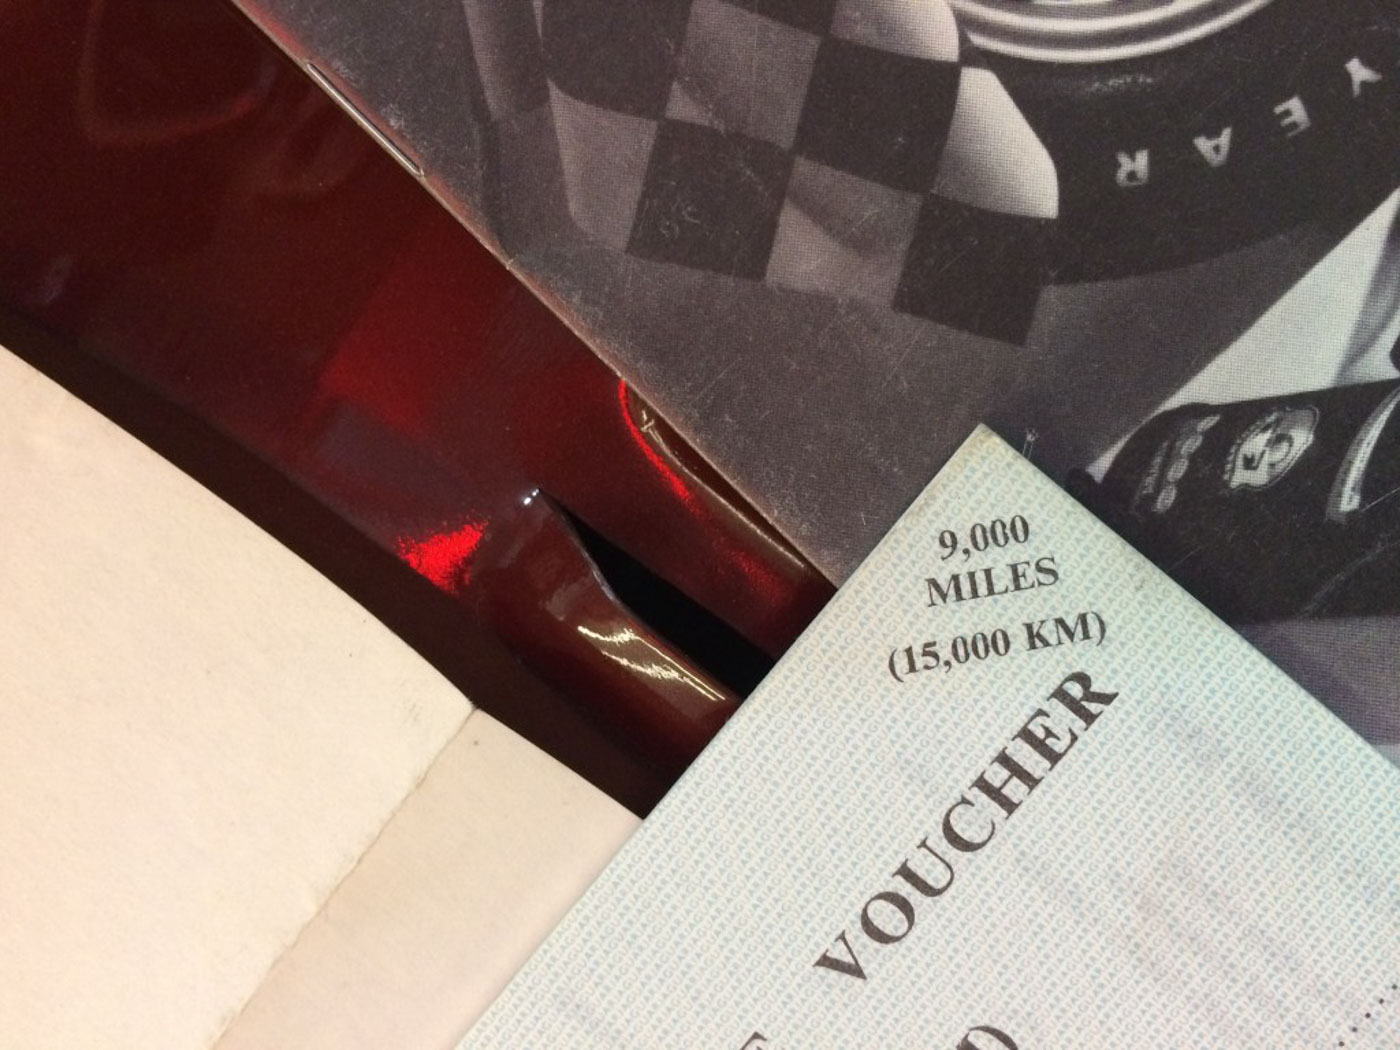 YEAR
9,000
MILES
(15,000 KM)
VOUCHER